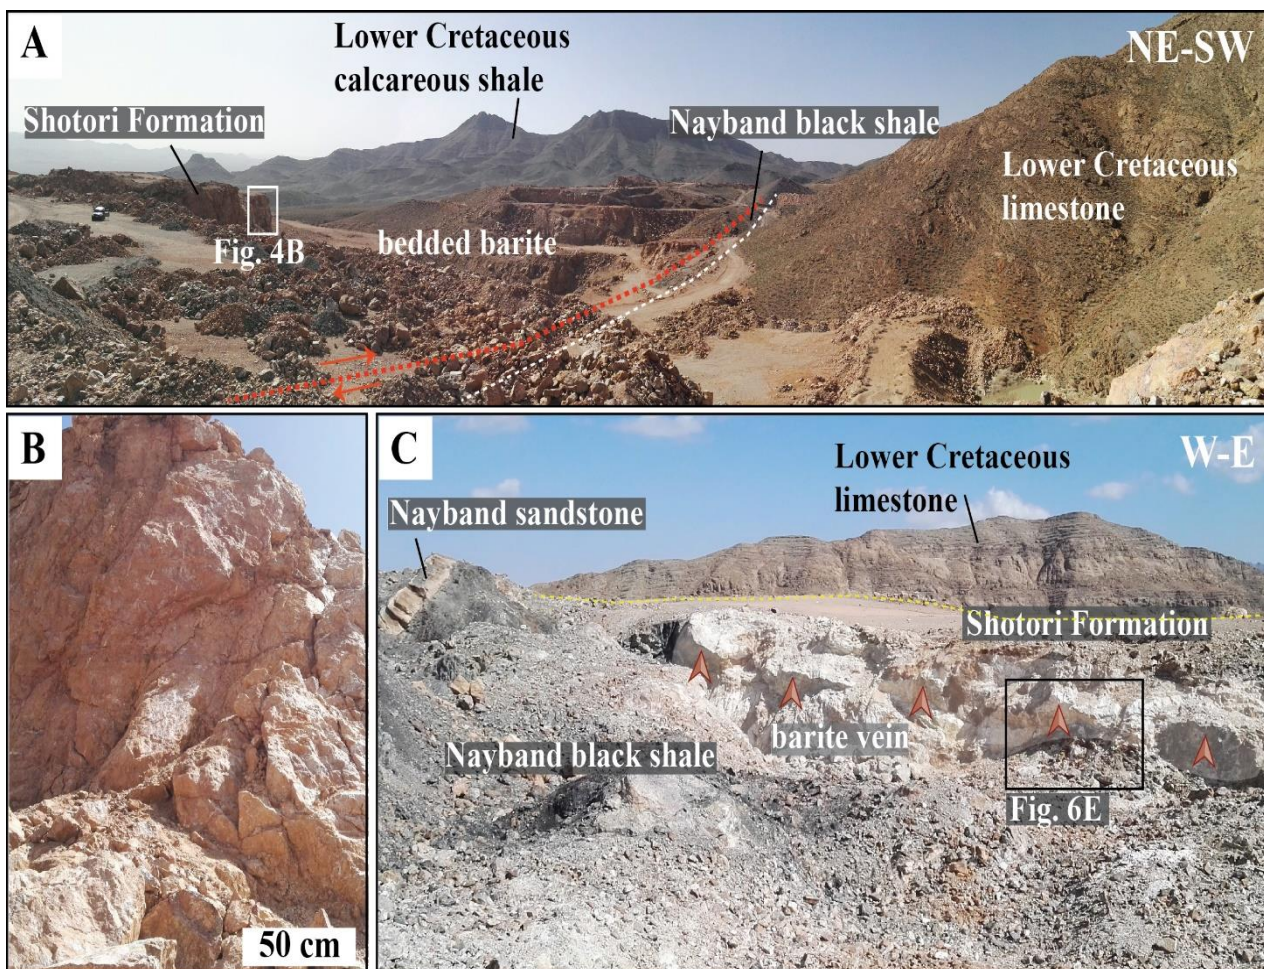 A
Lower Cretaceous
calcareous shale
NE-SW
Shotori Formation
Nayband black shale
Lower Cretaceous
limestone
Fig. 4B
bedded barite
B
50 cm
C
W-E
Lower Cretaceous
limestone
Nayband sandstone
Shotori Formation
barite vein
Nayband black shale
Fig. 6E